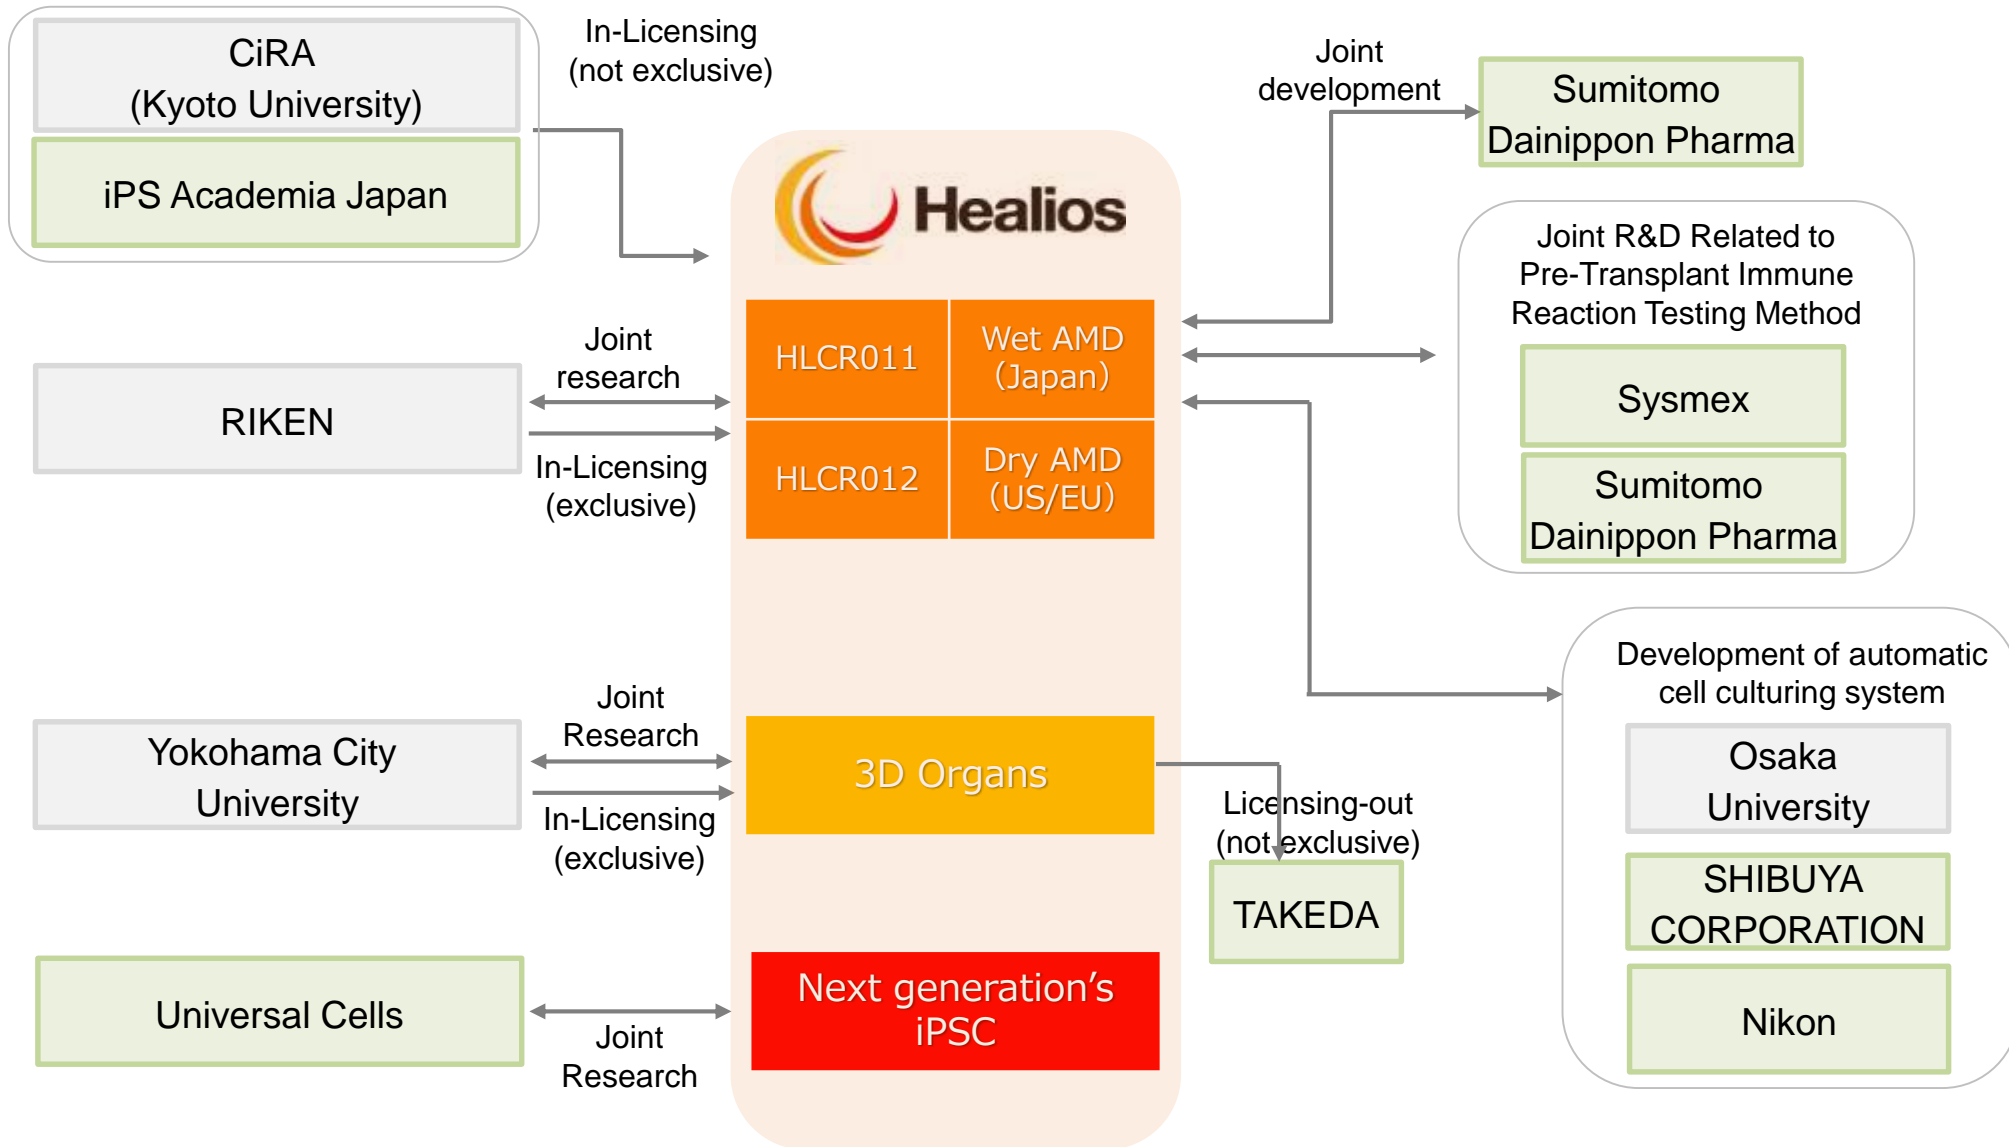 CiRA
(Kyoto University)
iPS Academia Japan
In-Licensing
(not exclusive)
RIKEN
Joint
research
In-Licensing
(exclusive)
Yokohama City
University
Joint
Research
In-Licensing
(exclusive)
Universal Cells
Joint
Research
Healios
HLCR011
Wet AMD
（Japan）
HLCR012
Dry AMD
（US/EU）
3D Organs
Next generation’s
iPSC
Joint
development
Sumitomo
Dainippon Pharma
Joint R&D Related to
Pre-Transplant Immune
Reaction Testing Method
Sysmex
Sumitomo
Dainippon Pharma
Licensing-out
(not exclusive)
TAKEDA
Development of automatic
cell culturing system
Osaka
University
SHIBUYA
CORPORATION
Nikon